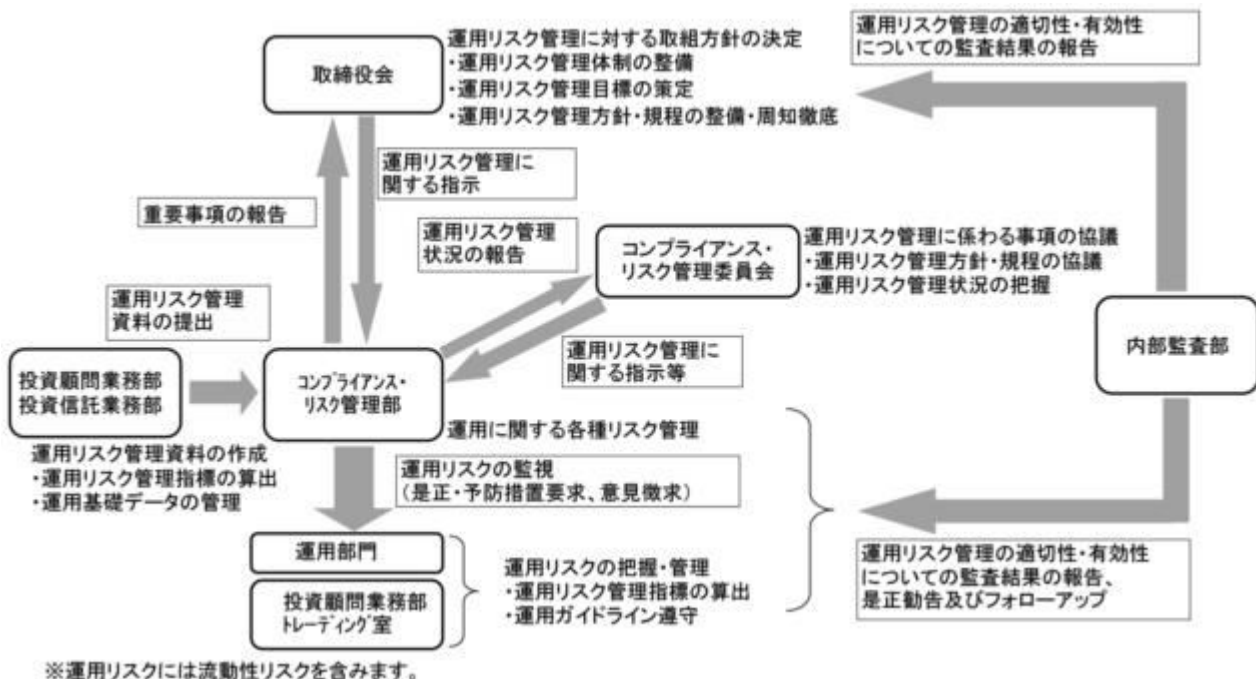 取締役会
運用リスク管理に対する取組方針の決定
・運用リスク管理体制の整備
・運用リスク管理目標の策定
・運用リスク管理方針・規程の整備・周知徹底
運用リスク管理の適切性・有効性
についての監査結果の報告
運用リスク管理に
関する指示
重要事項の報告
運用リスク管理
状況の報告
コンプライアンス・
リスク管理委員会
運用リスク管理に係わる事項の協議
・運用リスク管理方針・規程の協議
・運用リスク管理状況の把握
運用リスク管理
資料の提出
運用リスク管理に
関する指示等
内部監査部
投資顧問業務部
投資信託業務部
コンプライアンス・
リスク管理部
運用に関する各種リスク管理
運用リスク管理資料の作成
・運用リスク管理指標の算出
・運用基礎データの管理
運用リスクの監視
(是正・予防措置要求、意見徴求)
運用部門
投資顧問業務部
トレーディング室
運用リスクの把握・管理
・運用リスク管理指標の算出
・運用ガイドライン遵守
運用リスク管理の適切性・有効性
についての監査結果の報告、
是正勧告及びフォローアップ
※運用リスクには流動性リスクを含みます。